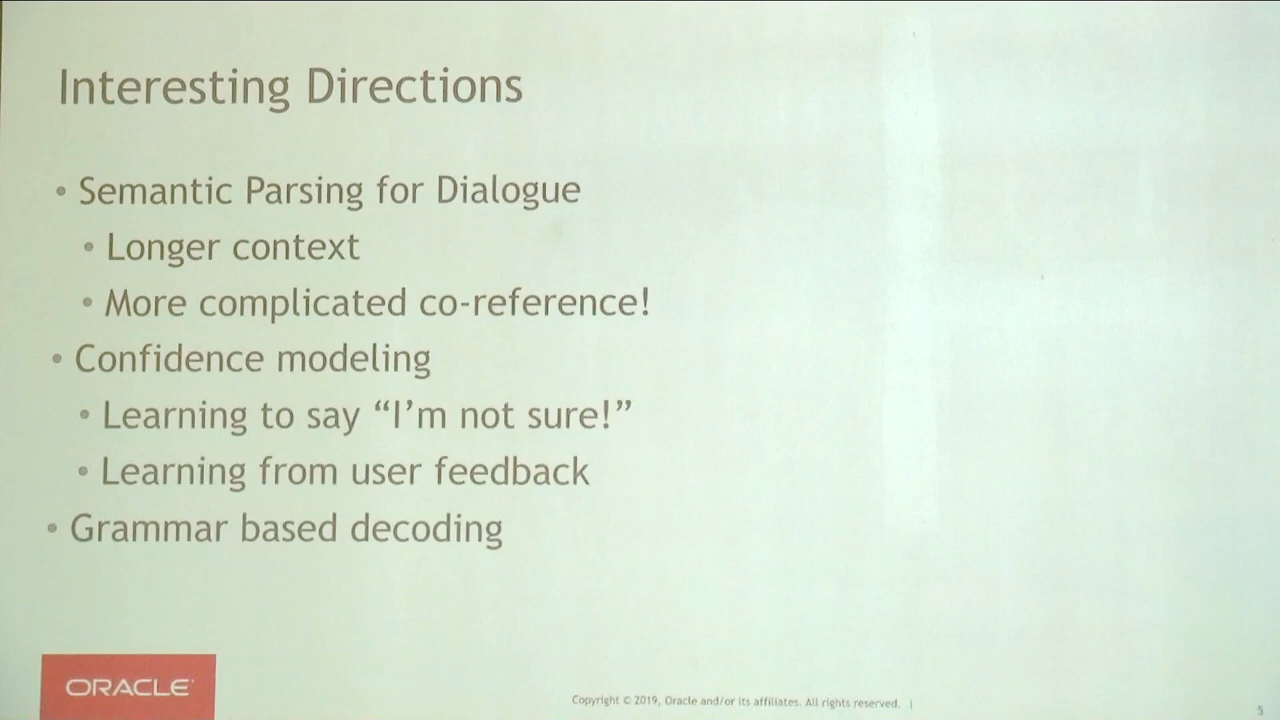 Interesting Directions
• Semantic Parsing for Dialogue
• Longer context
• More complicated co-reference!
• Confidence modeling
• Learning to say “I’m not sure!”
• Learning from user feedback
• Grammar based decoding
ORACLE
Copyright © 2019, Oracle and/or its affiliates. All rights reserved. |
5